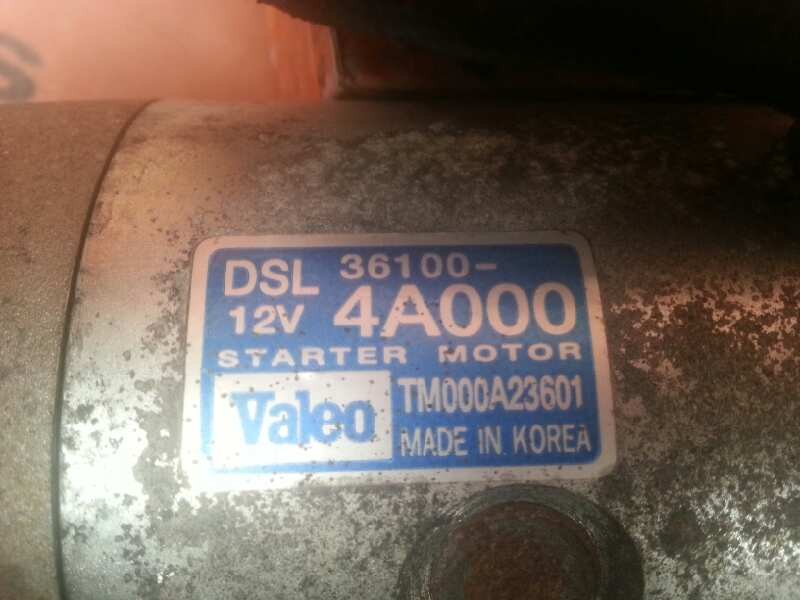 S
DSL 36100-
12V 4A000
STARTER MOTOR
Valeo TM000A23601
MADE IN KOREA